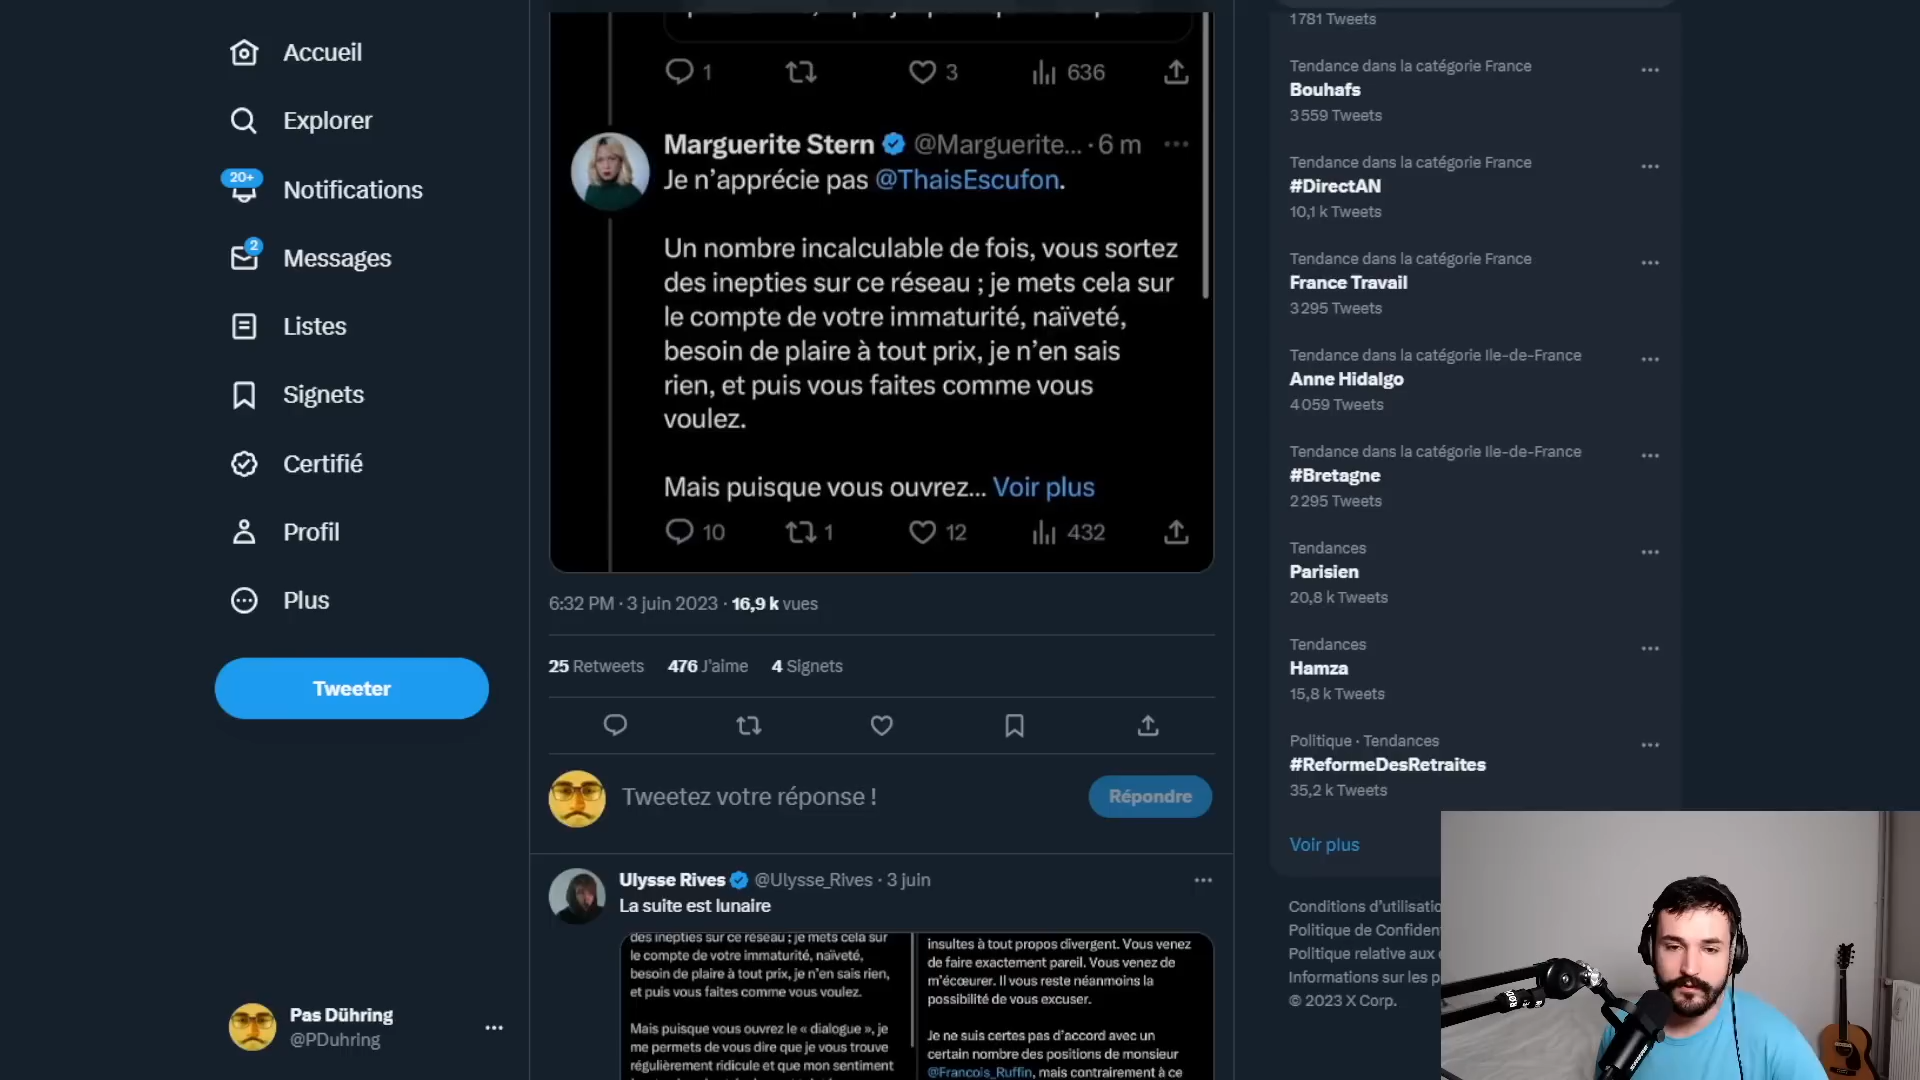 Accueil
Explorer
20+
Notifications
2
Messages
Listes
Signets
Certifié
Profil
Plus
Tweeter
Pas Dühring
@PDuhring
1 3 636
Marguerite Stern @Marguerite... · 6 m
Je n'apprécie pas @ThaisEscufon.
Un nombre incalculable de fois, vous sortez
des inepties sur ce réseau ; je mets cela sur
le compte de votre immaturité, naïveté,
besoin de plaire à tout prix, je n'en sais
rien, et puis vous faites comme vous
voulez.
Mais puisque vous ouvrez... Voir plus
10 1 12 432
6:32 PM · 3 juin 2023 · 16,9 k vues
25 Retweets 476 J'aime 4 Signets
Tweetez votre réponse !
Répondre
Ulysse Rives @Ulysse_Rives · 3 juin
La suite est lunaire
des inepties sur ce réseau ; je mets cela sur
le compte de votre immaturité, naïveté,
besoin de plaire à tout prix, je n'en sais rien,
et puis vous faites comme vous voulez.
Mais puisque vous ouvrez le « dialogue », je
me permets de vous dire que je vous trouve
régulièrement ridicule et que mon sentiment
insultes à tout propos divergent. Vous venez
de faire exactement pareil. Vous venez de
m'écœurer. Il vous reste néanmoins la
possibilité de vous excuser.
Je ne suis certes pas d'accord avec un
certain nombre des positions de monsieur
@Francois_Ruffin, mais contrairement à ce
1 781 Tweets
Tendance dans la catégorie France
Bouhafs
3 559 Tweets
Tendance dans la catégorie France
#DirectAN
10,1 k Tweets
Tendance dans la catégorie France
France Travail
3 295 Tweets
Tendance dans la catégorie Ile-de-France
Anne Hidalgo
4 059 Tweets
Tendance dans la catégorie Ile-de-France
#Bretagne
2 295 Tweets
Tendances
Parisien
20,8 k Tweets
Tendances
Hamza
15,8 k Tweets
Politique · Tendances
#ReformeDesRetraites
35,2 k Tweets
Voir plus
Conditions d'utilisatio
Politique de Confiden
Politique relative aux
Informations sur les p
© 2023 X Corp.